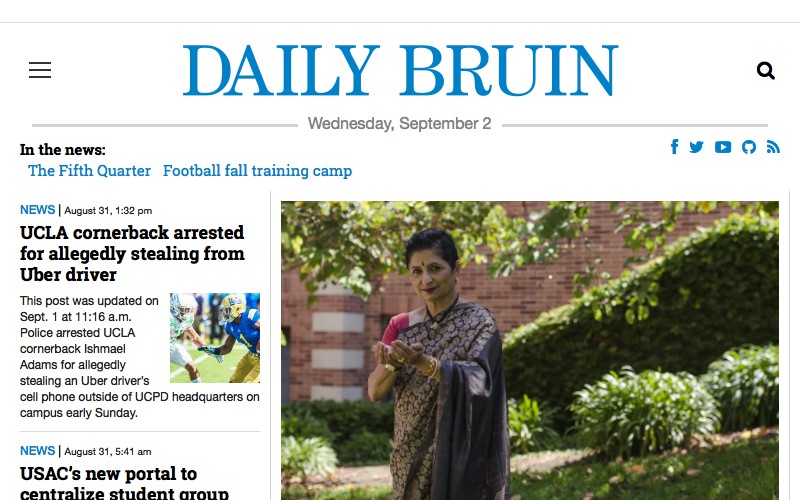 DAILY BRUIN
Wednesday, September 2
In the news:
The Fifth Quarter Football fall training camp
NEWS | August 31, 1:32 pm
UCLA cornerback arrested
for allegedly stealing from
Uber driver
This post was updated on
Sept. 1 at 11:16 a.m.
Police arrested UCLA
cornerback Ishmael
Adams for allegedly
stealing an Uber driver's
cell phone outside of UCPD headquarters on
campus early Sunday.
NEWS | August 31, 5:41 am
USAC's new portal to
centralize student group